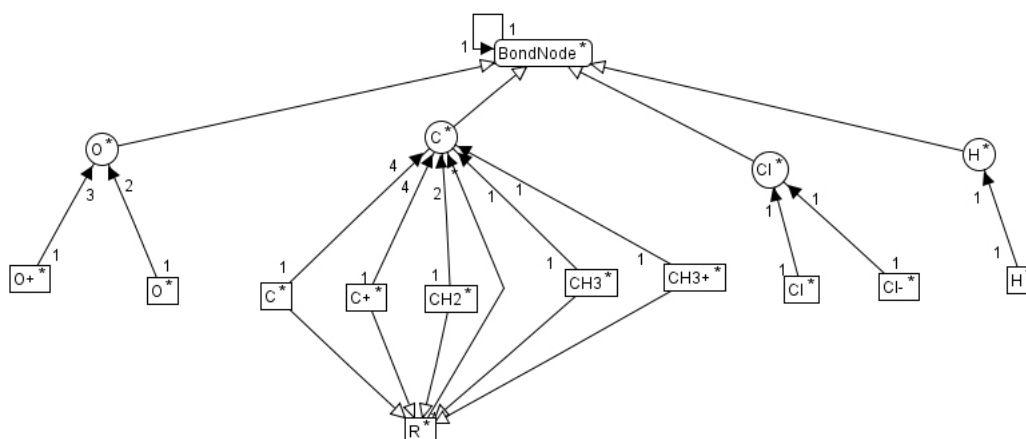 1
1 BondNode*
O* C* Cl* H*
4 4 2 * 1 1
3 2 1 1 1
1 1 1 1 1 1 1 1 1 1
O+* O* C* C+* CH2* CH3* CH3+* Cl* Cl-* H*
R*